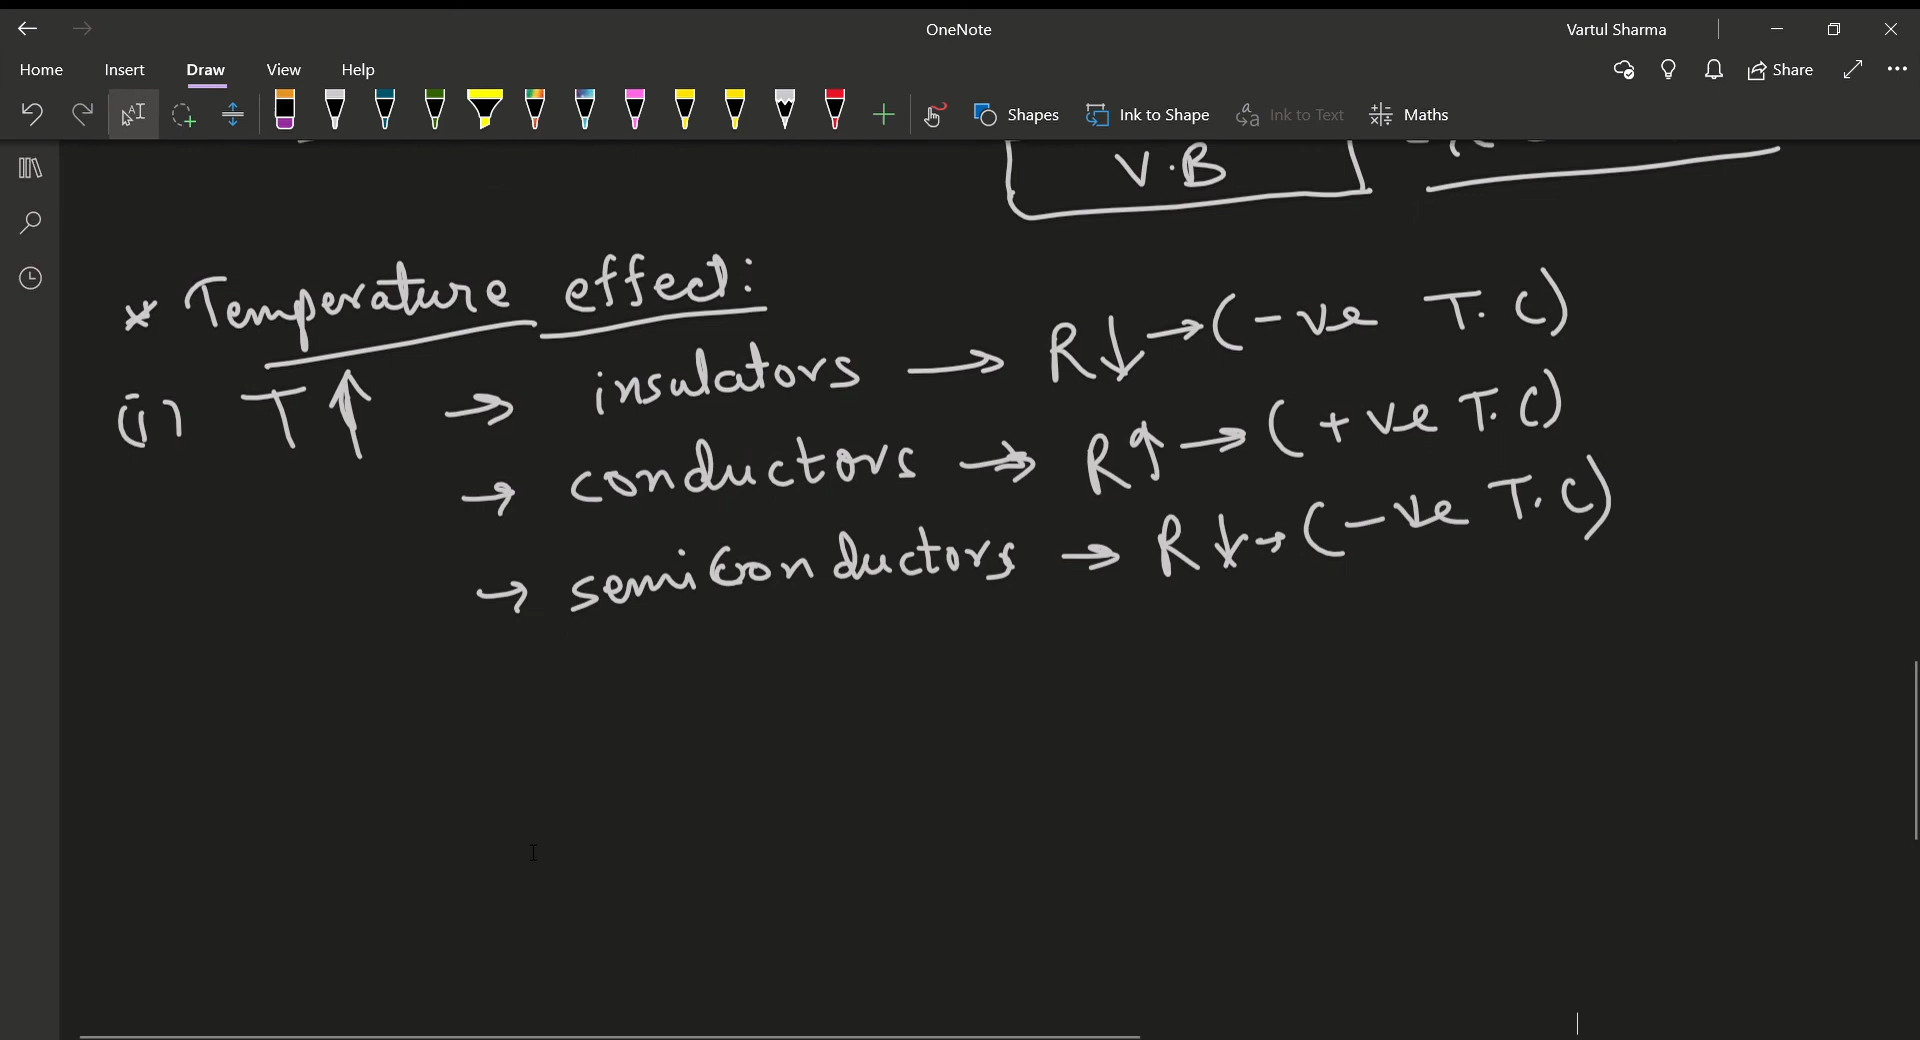 OneNote
Vartul Sharma
Home Insert Draw View Help
Share
Shapes Ink to Shape Ink to Text Maths
V.B
* Temperature effect:
(i) T↑ → insulators → R↓ → (-ve T.C)
→ conductors → R↑ → (+ve T.C)
→ semiconductors → R↓ → (-ve T.C)